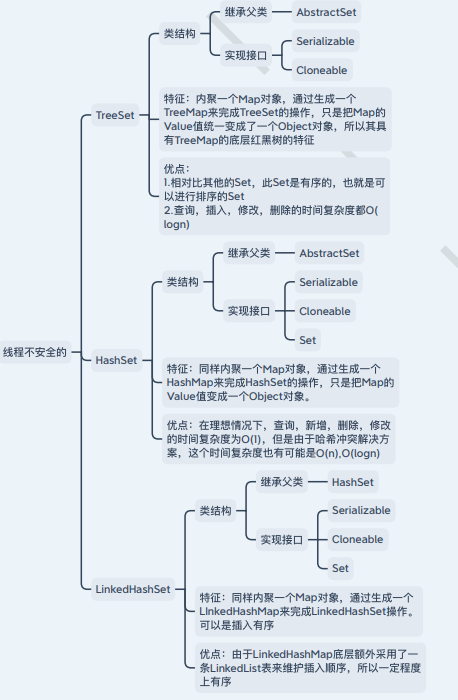 线程不安全的
TreeSet
类结构
继承父类
AbstractSet
实现接口
Serializable
Cloneable
特征：内聚一个Map对象，通过生成一个
TreeMap来完成TreeSet的操作，只是把Map的
Value值统一变成了一个Object对象，所以其具
有TreeMap的底层红黑树的特征
优点：
1.相对比其他的Set，此Set是有序的，也就是可
以进行排序的Set
2.查询，插入，修改，删除的时间复杂度都O(
logn)
HashSet
类结构
继承父类
AbstractSet
实现接口
Serializable
Cloneable
Set
特征：同样内聚一个Map对象，通过生成一个
HashMap来完成HashSet的操作，只是把Map的
Value值变成一个Object对象。
优点：在理想情况下，查询，新增，删除，修改
的时间复杂度为O(1)，但是由于哈希冲突解决方
案，这个时间复杂度也有可能是O(n),O(logn)
LinkedHashSet
类结构
继承父类
HashSet
实现接口
Serializable
Cloneable
Set
特征：同样内聚一个Map对象，通过生成一个
LInkedHashMap来完成LinkedHashSet操作。
可以是插入有序
优点：由于LinkedHashMap底层额外采用了一
条LinkedList表来维护插入顺序，所以一定程度
上有序